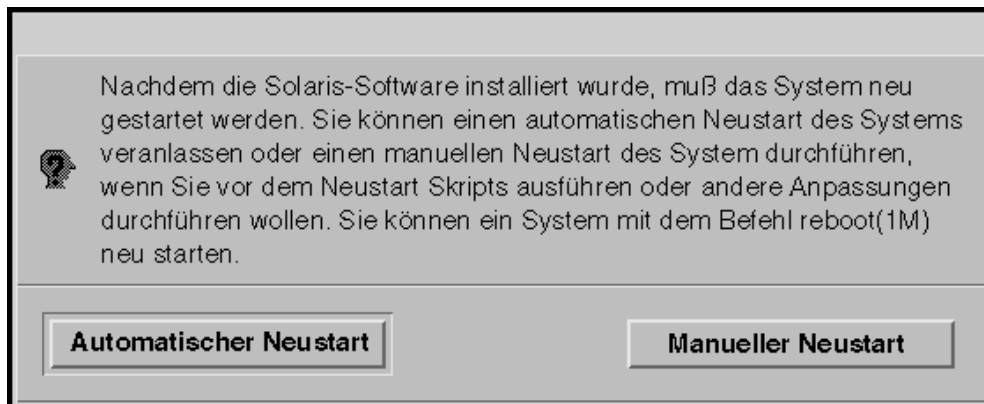 Nachdem die Solaris-Software installiert wurde, muß das System neu
gestartet werden. Sie können einen automatischen Neustart des Systems
veranlassen oder einen manuellen Neustart des System durchführen,
wenn Sie vor dem Neustart Skripts ausführen oder andere Anpassungen
durchführen wollen. Sie können ein System mit dem Befehl reboot(1M)
neu starten.
Automatischer Neustart
Manueller Neustart